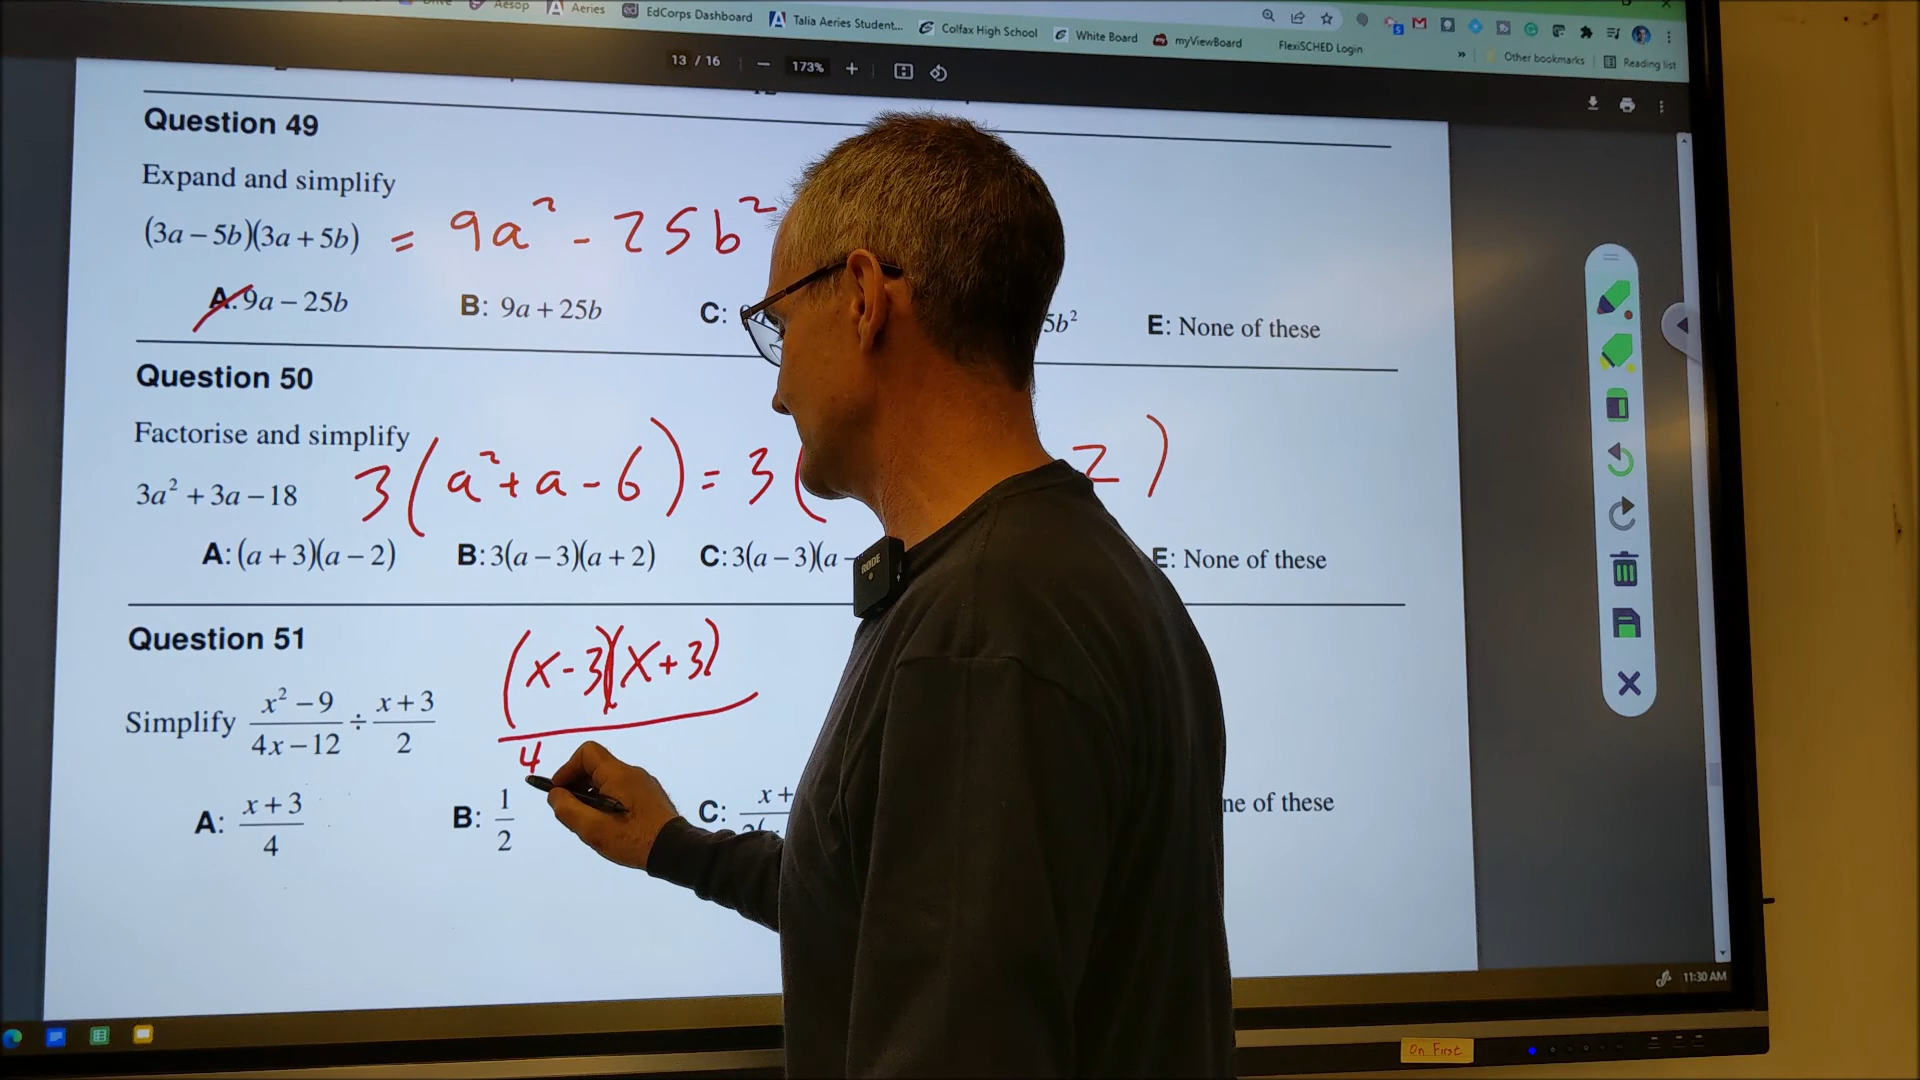 Aesop Aeries EdCorps Dashboard Talia Aeries Student... Colfax High School White Board myViewBoard FlexiSCHED Login
» Other bookmarks Reading list
13 / 16 — 173% +
Question 49
Expand and simplify
(3a − 5b)(3a + 5b) = 9a² - 25b²
A: 9a − 25b B: 9a + 25b C: 5b² E: None of these
Question 50
Factorise and simplify
3a² + 3a − 18 3(a² + a - 6) = 3( 2)
A: (a + 3)(a − 2) B: 3(a − 3)(a + 2) C: 3(a − 3)(a − E: None of these
Question 51
(x - 3)(x + 3)
4
Simplify x² − 9 / 4x − 12 ÷ x + 3 / 2
A: x + 3 / 4 B: 1 / 2 C: x + of these
RODE
11:30 AM
On First